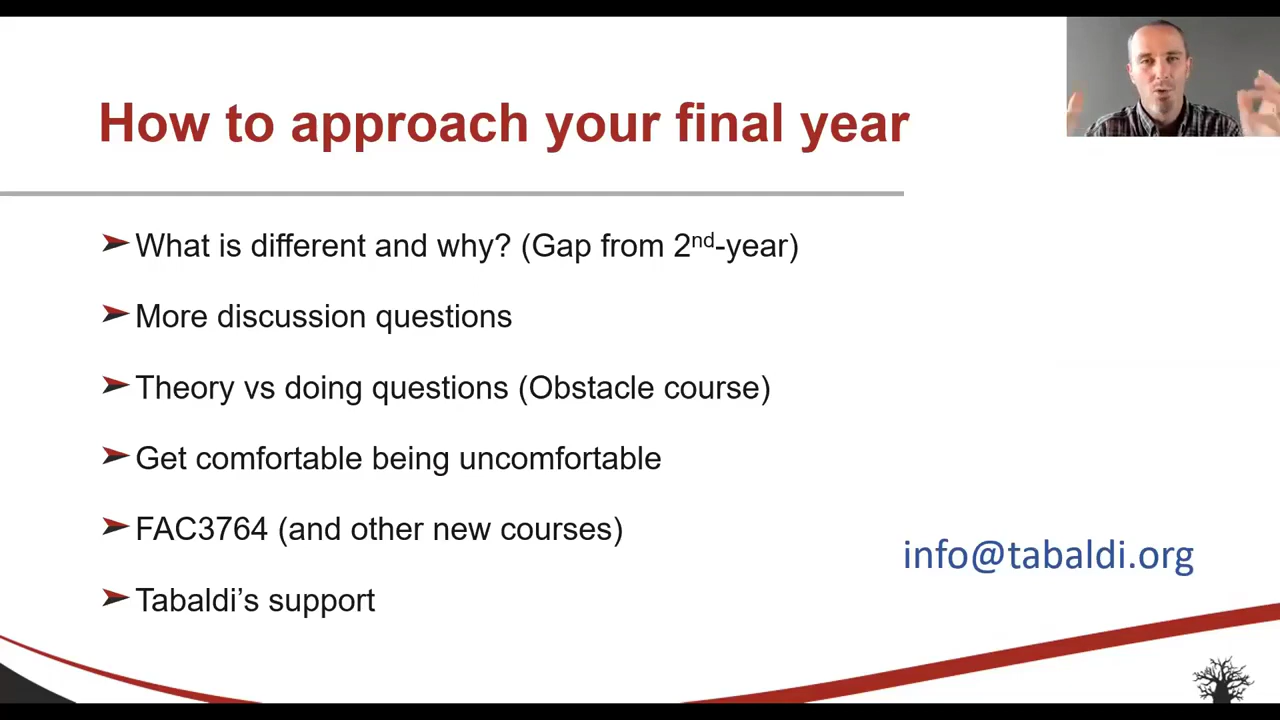 How to approach your final year
➤What is different and why? (Gap from 2nd-year)
➤More discussion questions
➤Theory vs doing questions (Obstacle course)
➤Get comfortable being uncomfortable
➤FAC3764 (and other new courses)
info@tabaldi.org
➤Tabaldi’s support